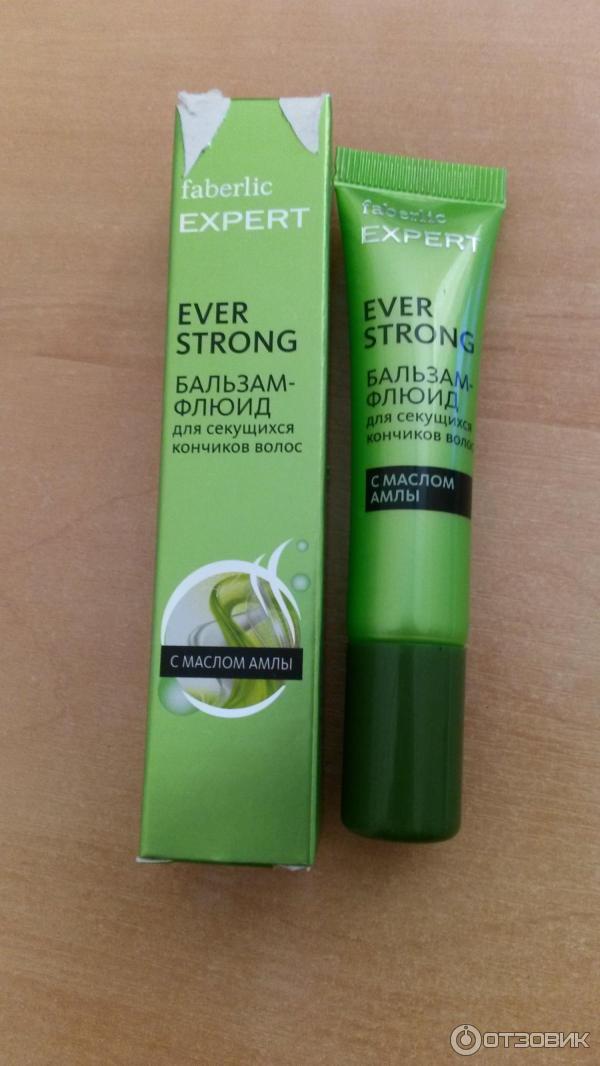 faberlic
EXPERT
EVER
STRONG
БАЛЬЗАМ-
ФЛЮИД
для секущихся
кончиков волос
С МАСЛОМ АМЛЫ
faberlic
EXPERT
EVER
STRONG
БАЛЬЗАМ-
ФЛЮИД
для секущихся
кончиков волос
С МАСЛОМ
АМЛЫ
ОТЗОВИК